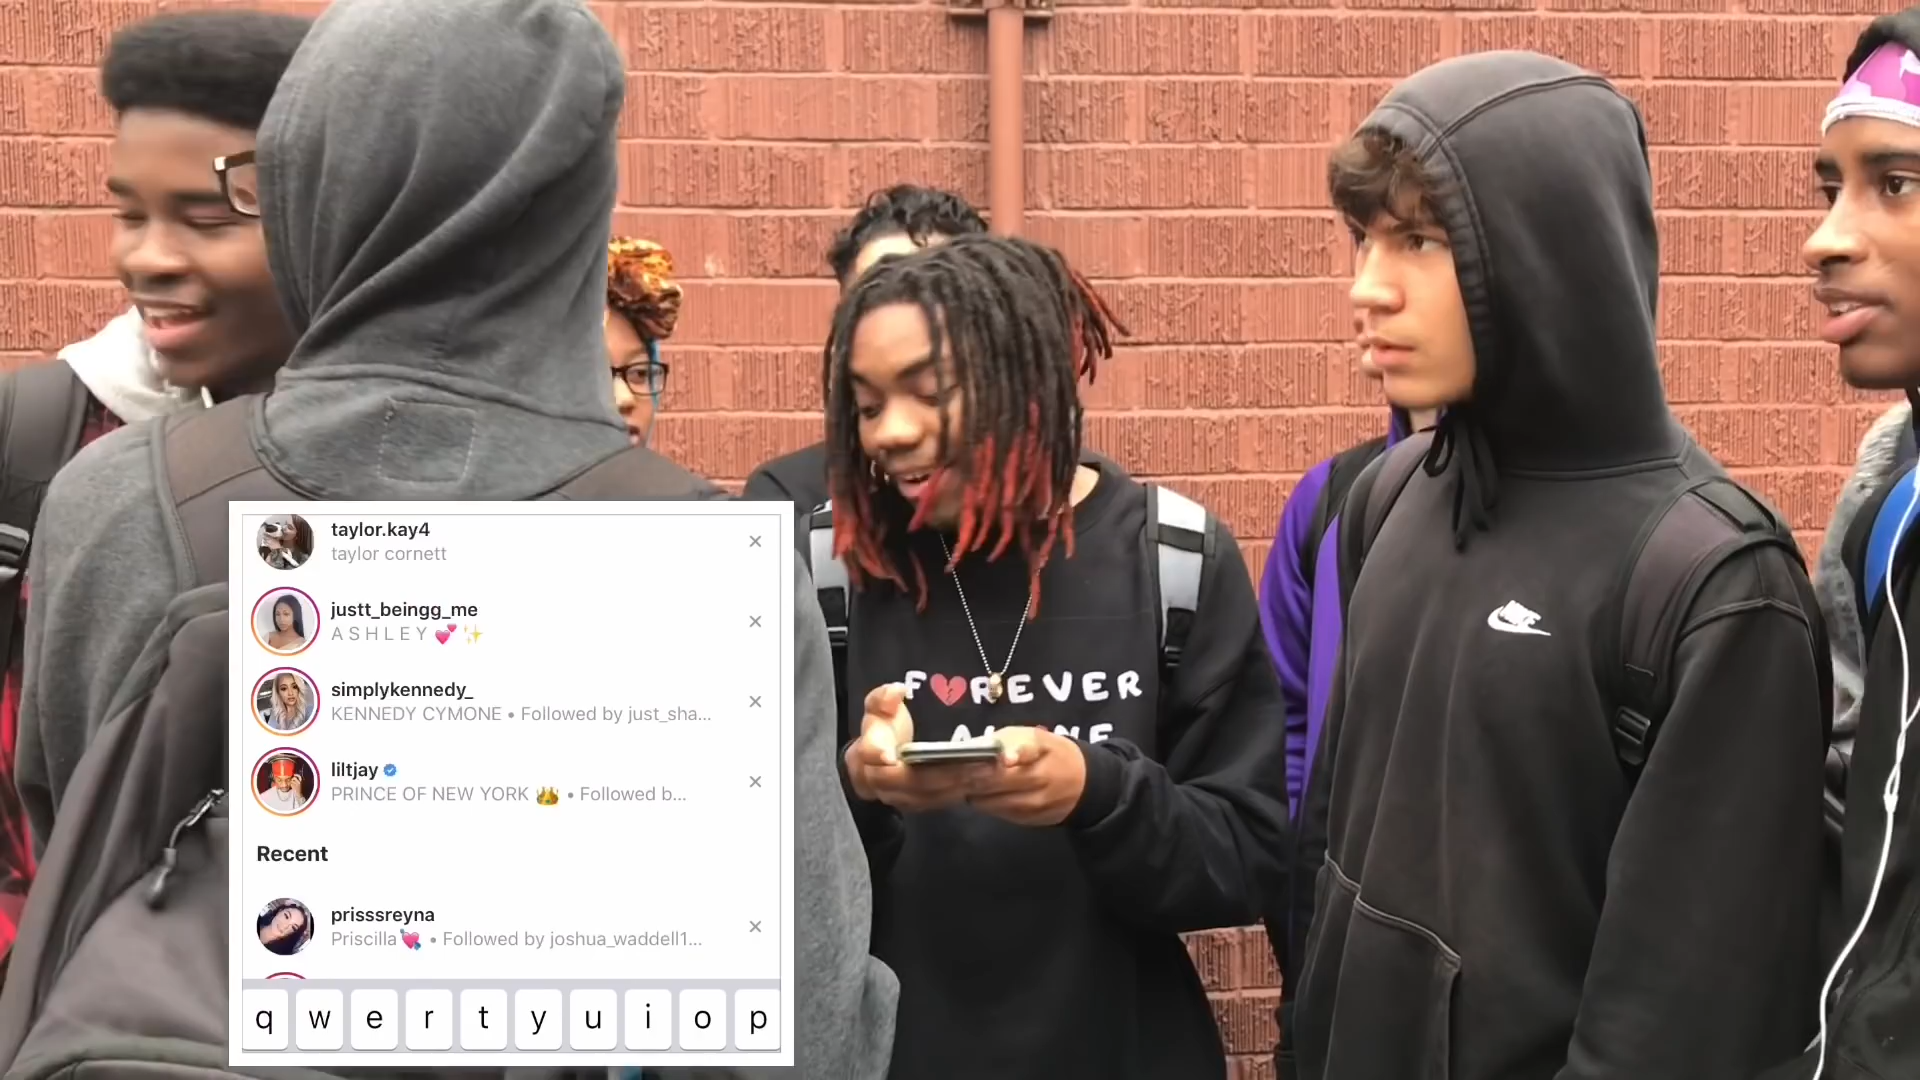 taylor.kay4
taylor cornett
justt_beingg_me
A S H L E Y 💕 ✨
simplykennedy_
KENNEDY CYMONE • Followed by just_sha...
liltjay
PRINCE OF NEW YORK 👑 • Followed b...
Recent
prisssreyna
Priscilla💘 • Followed by joshua_waddell1...
q w e r t y u i o p
F💔REVER